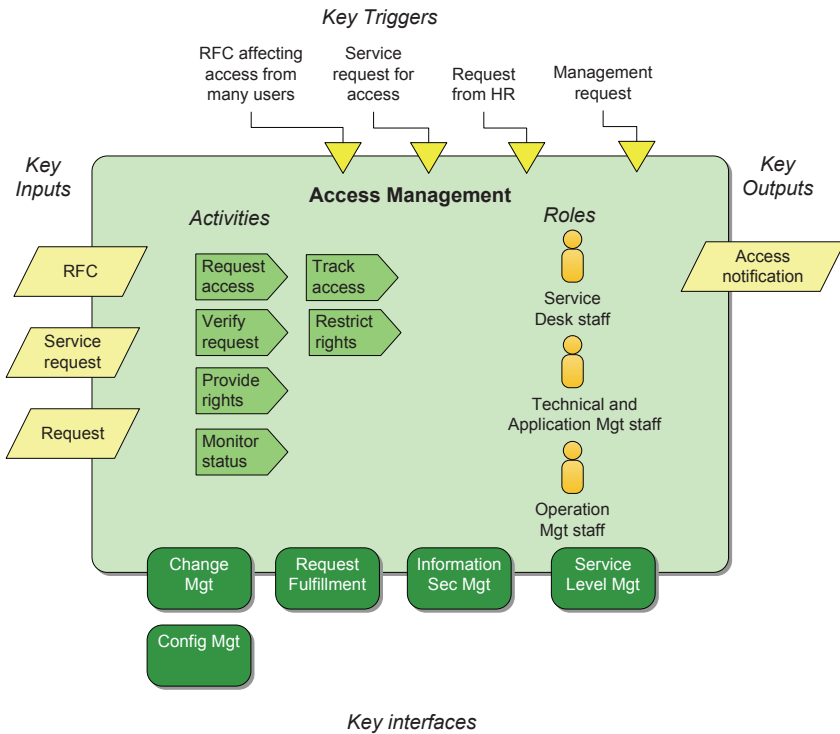 Key Triggers
RFC affecting
access from
many users
Service
request for
access
Request
from HR
Management
request
Key
Inputs
Key
Outputs
Access Management
Activities
Roles
RFC
Service
request
Request
Request
access
Track
access
Verify
request
Restrict
rights
Provide
rights
Monitor
status
Service
Desk staff
Technical and
Application Mgt staff
Operation
Mgt staff
Access
notification
Change
Mgt
Request
Fulfillment
Information
Sec Mgt
Service
Level Mgt
Config Mgt
Key interfaces